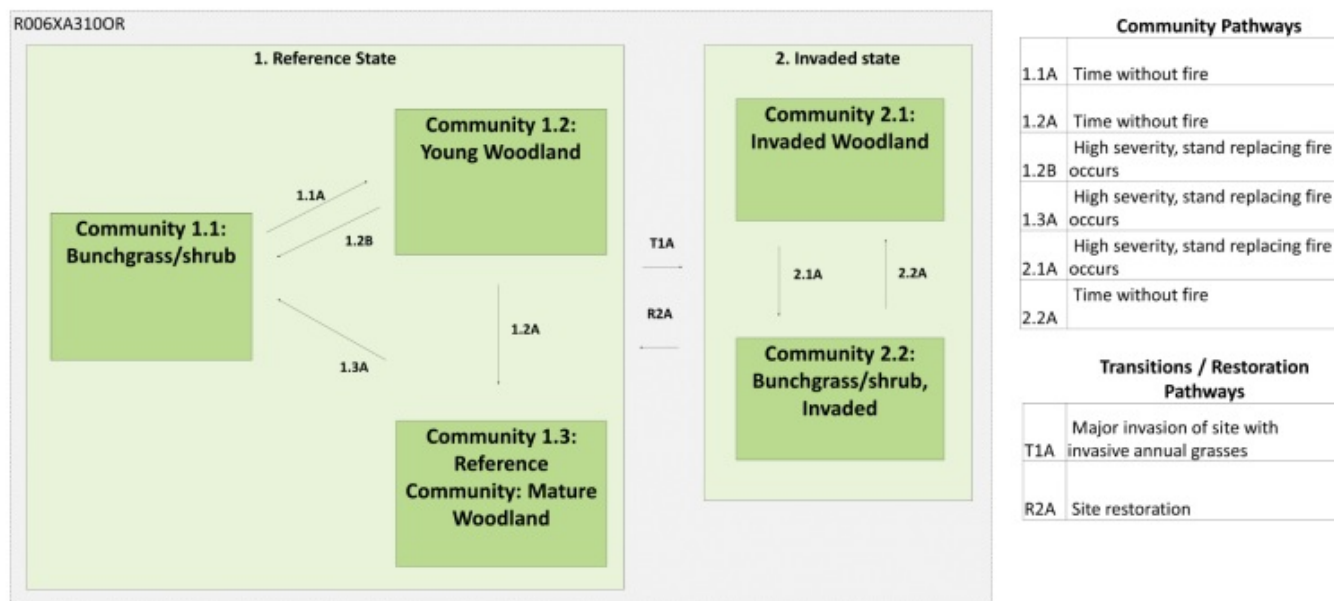 R006XA310OR
1. Reference State
Community 1.2:
Young Woodland
1.1A
1.2B
Community 1.1:
Bunchgrass/shrub
1.2A
1.3A
Community 1.3:
Reference
Community: Mature
Woodland
T1A
R2A
2. Invaded state
Community 2.1:
Invaded Woodland
2.1A
2.2A
Community 2.2:
Bunchgrass/shrub,
Invaded
Community Pathways
1.1A Time without fire
1.2A Time without fire
High severity, stand replacing fire
1.2B occurs
High severity, stand replacing fire
1.3A occurs
High severity, stand replacing fire
2.1A occurs
Time without fire
2.2A
Transitions / Restoration
Pathways
Major invasion of site with
T1A invasive annual grasses
R2A Site restoration